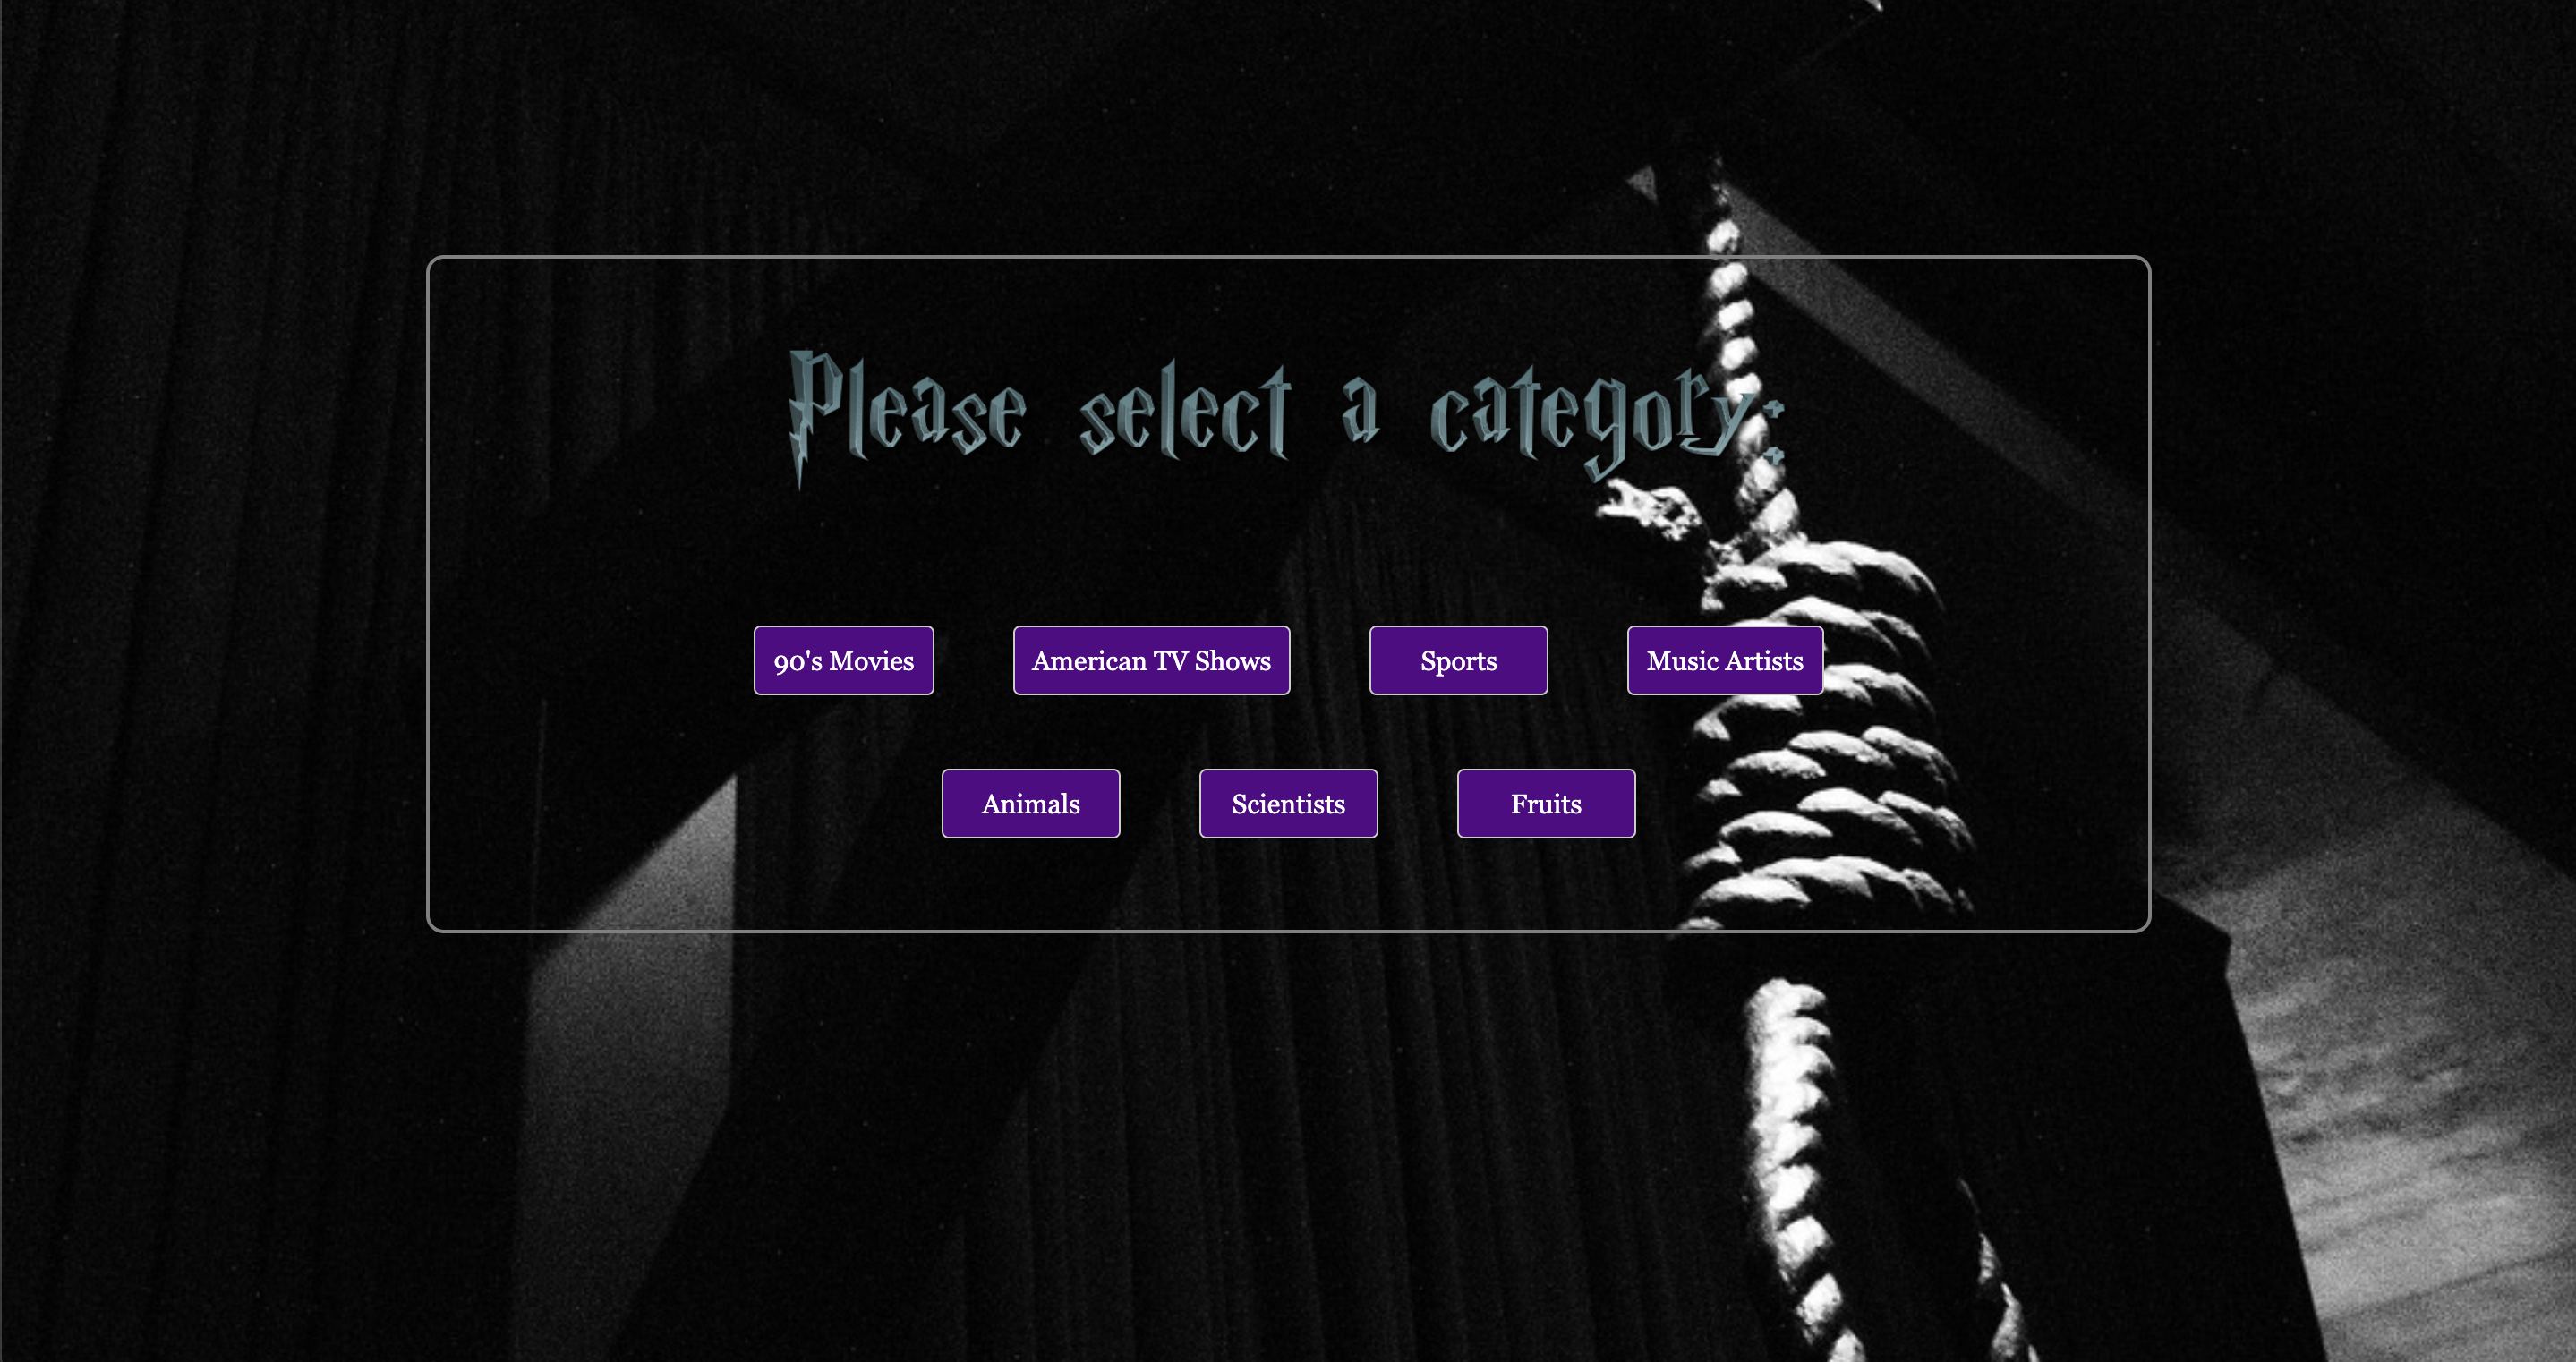 Please select a category:
90's Movies American TV Shows Sports Music Artists
Animals Scientists Fruits